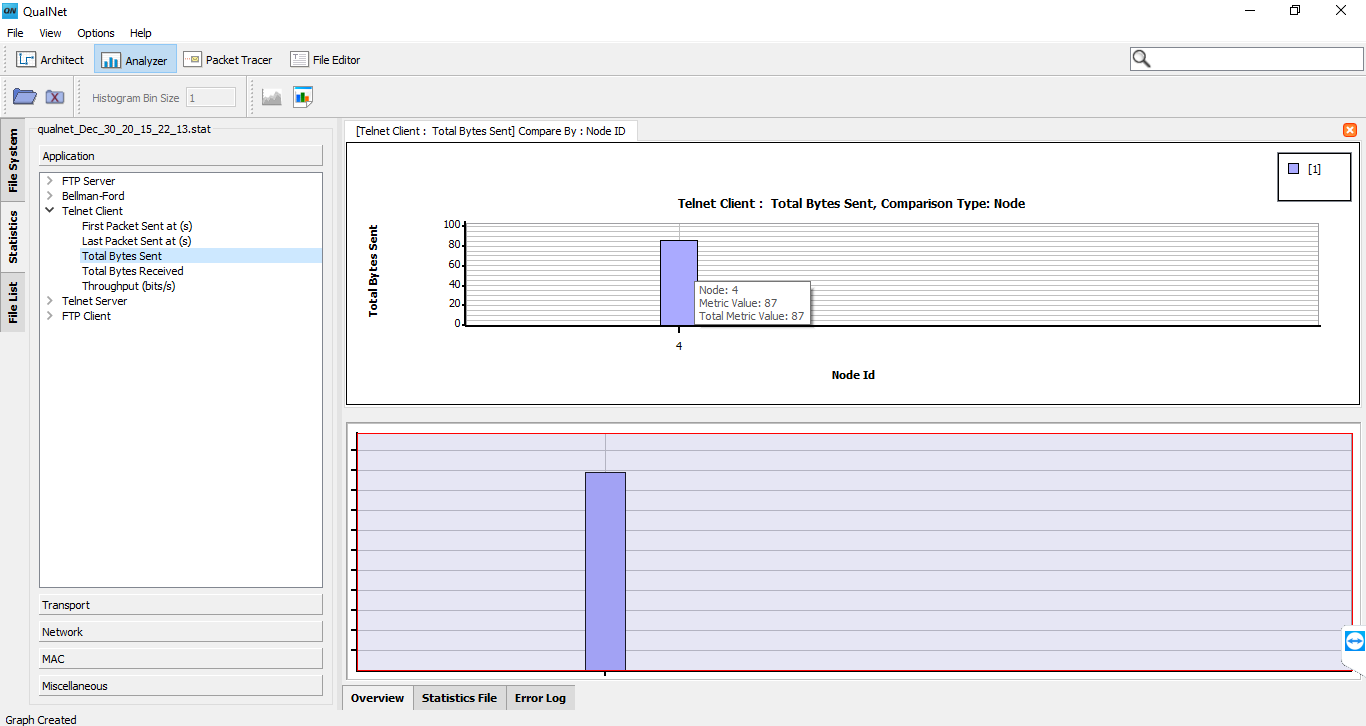 QualNet
File View Options Help
Architect Analyzer Packet Tracer File Editor
Histogram Bin Size 1
File System
Statistics
File List
qualnet_Dec_30_20_15_22_13.stat
Application
FTP Server
Bellman-Ford
Telnet Client
First Packet Sent at (s)
Last Packet Sent at (s)
Total Bytes Sent
Total Bytes Received
Throughput (bits/s)
Telnet Server
FTP Client
Transport
Network
MAC
Miscellaneous
[Telnet Client : Total Bytes Sent] Compare By : Node ID
[1]
Telnet Client : Total Bytes Sent, Comparison Type: Node
Total Bytes Sent
100
80
60
40
20
0
Node: 4
Metric Value: 87
Total Metric Value: 87
4
Node Id
Overview Statistics File Error Log
Graph Created